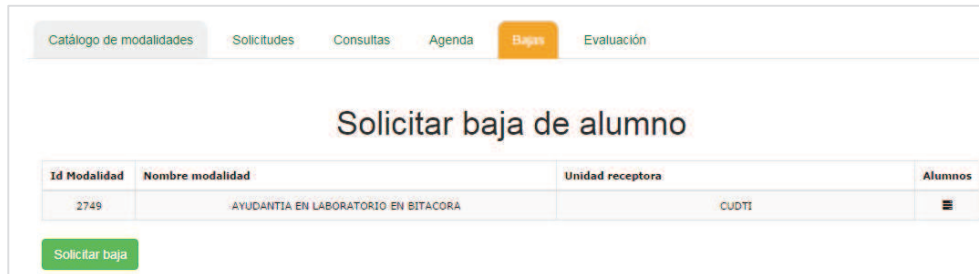 Catálogo de modalidades Solicitudes Consultas Agenda Bajas Evaluación
Solicitar baja de alumno
Id Modalidad Nombre modalidad Unidad receptora Alumnos
2749 AYUDANTIA EN LABORATORIO EN BITACORA CUDTI
Solicitar baja